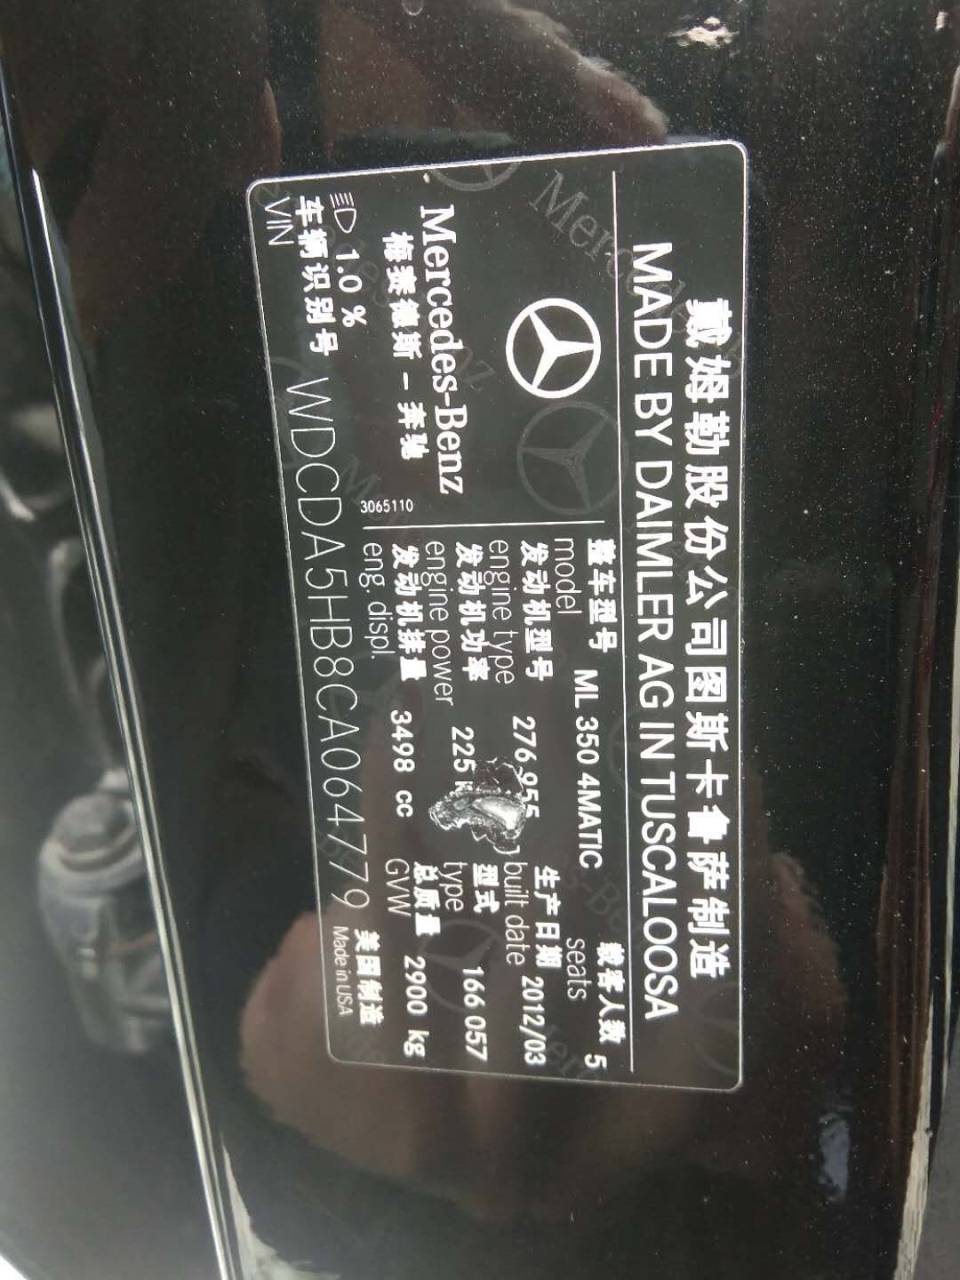 戴姆勒股份公司图斯卡鲁萨制造
MADE BY DAIMLER AG IN TUSCALOOSA
Mercedes-Benz
梅赛德斯－奔驰
3065110
整车型号 ML 350 4MATIC 载客人数 5
model seats
发动机型号 276 955 生产日期 2012/03
engine type built date
发动机功率 225 型式 166 057
engine power type
发动机排量 3498 cc 总质量 2900 kg
eng. displ. GVW
1.0 %
车辆识别号 WDCDA5HB8CA064779 美国制造
VIN Made in USA